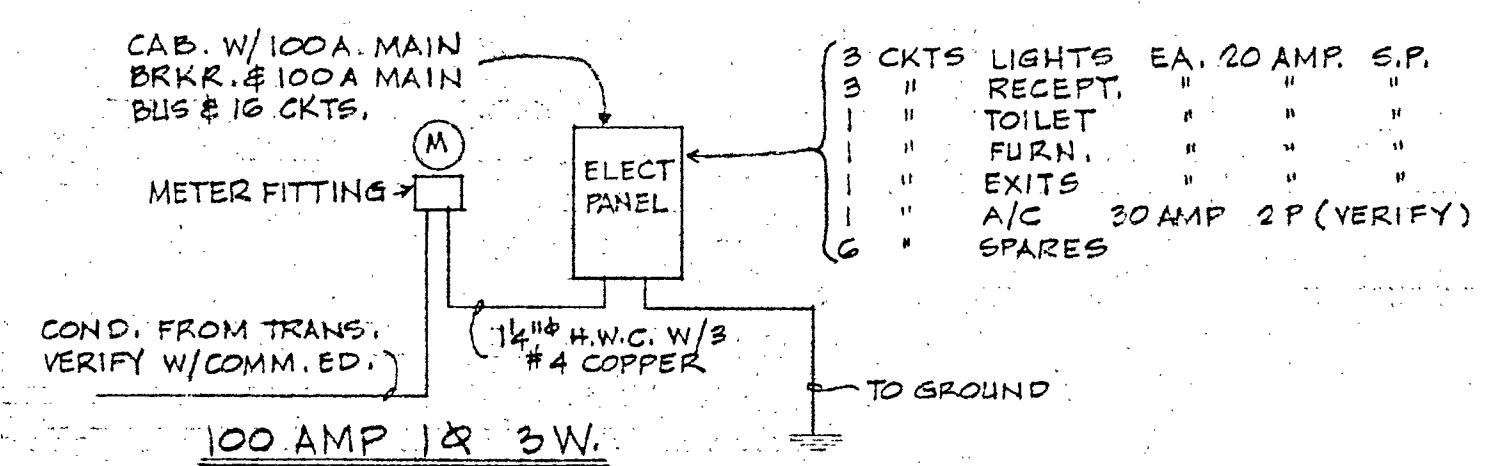 CAB. W/100A. MAIN
BRKR. & 100A MAIN
BUS & 16 CKTS.
M
METER FITTING
ELECT
PANEL
3 CKTS LIGHTS EA. 20 AMP. S.P.
3 " RECEPT. " " "
1 " TOILET " " "
1 " FURN. " " "
1 " EXITS " " "
1 " A/C 30 AMP 2 P (VERIFY)
6 " SPARES
COND. FROM TRANS.
VERIFY W/COMM. ED.
1 1/4"ϕ H.W.C. W/3
#4 COPPER
TO GROUND
100 AMP 1ϕ 3W.